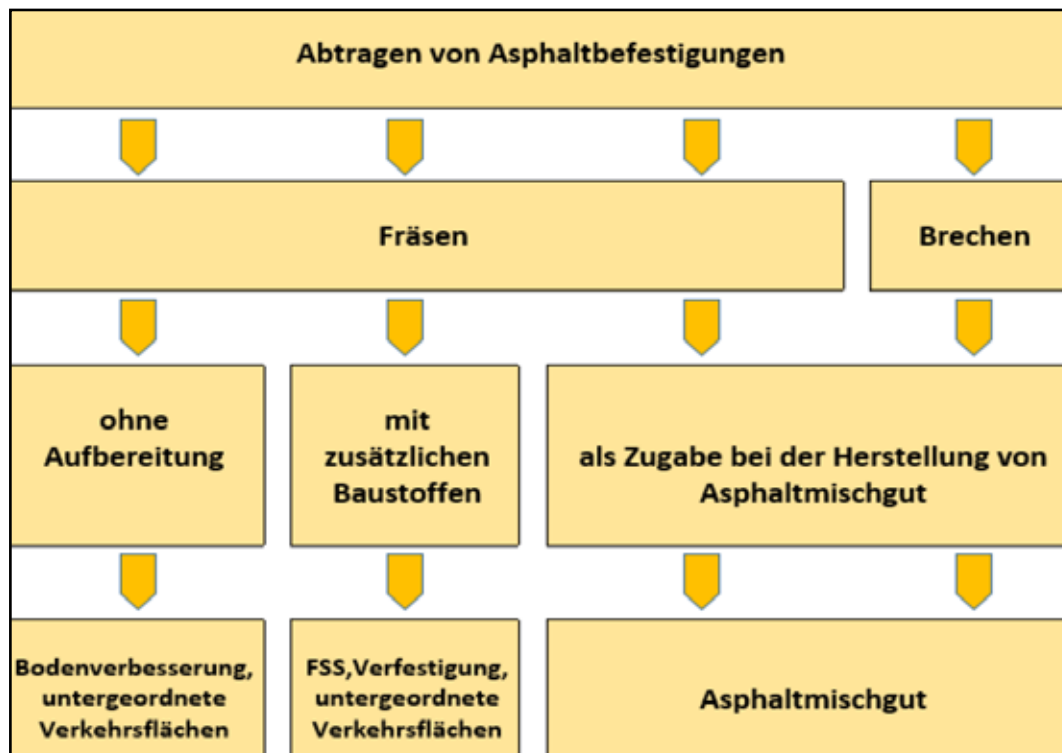 Abtragen von Asphaltbefestigungen
Fräsen
Brechen
ohne
Aufbereitung
mit
zusätzlichen
Baustoffen
als Zugabe bei der Herstellung von
Asphaltmischgut
Bodenverbesserung,
untergeordnete
Verkehrsflächen
FSS,Verfestigung,
untergeordnete
Verkehrsflächen
Asphaltmischgut